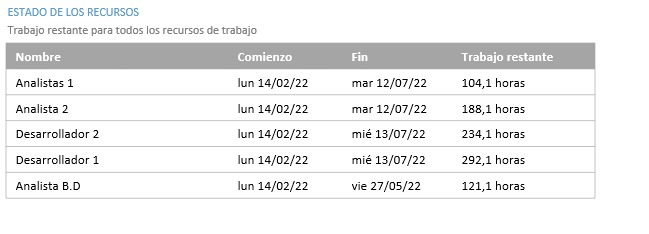 ESTADO DE LOS RECURSOS
Trabajo restante para todos los recursos de trabajo
Nombre Comienzo Fin Trabajo restante
Analistas 1 lun 14/02/22 mar 12/07/22 104,1 horas
Analista 2 lun 14/02/22 mar 12/07/22 188,1 horas
Desarrollador 2 lun 14/02/22 mié 13/07/22 234,1 horas
Desarrollador 1 lun 14/02/22 mié 13/07/22 292,1 horas
Analista B.D lun 14/02/22 vie 27/05/22 121,1 horas